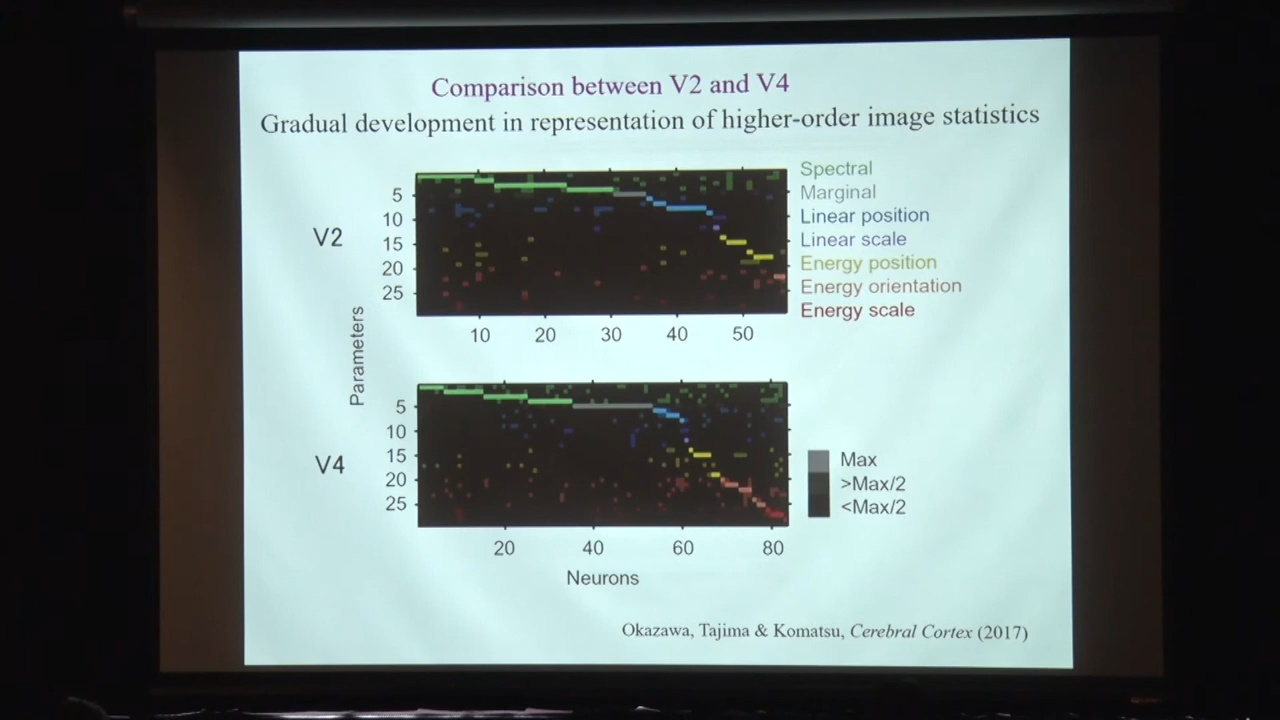 Comparison between V2 and V4
Gradual development in representation of higher-order image statistics
V2
5
10
15
20
25
10 20 30 40 50
Spectral
Marginal
Linear position
Linear scale
Energy position
Energy orientation
Energy scale
Parameters
V4
5
10
15
20
25
20 40 60 80
Neurons
Max
>Max/2
<Max/2
Okazawa, Tajima & Komatsu, Cerebral Cortex (2017)